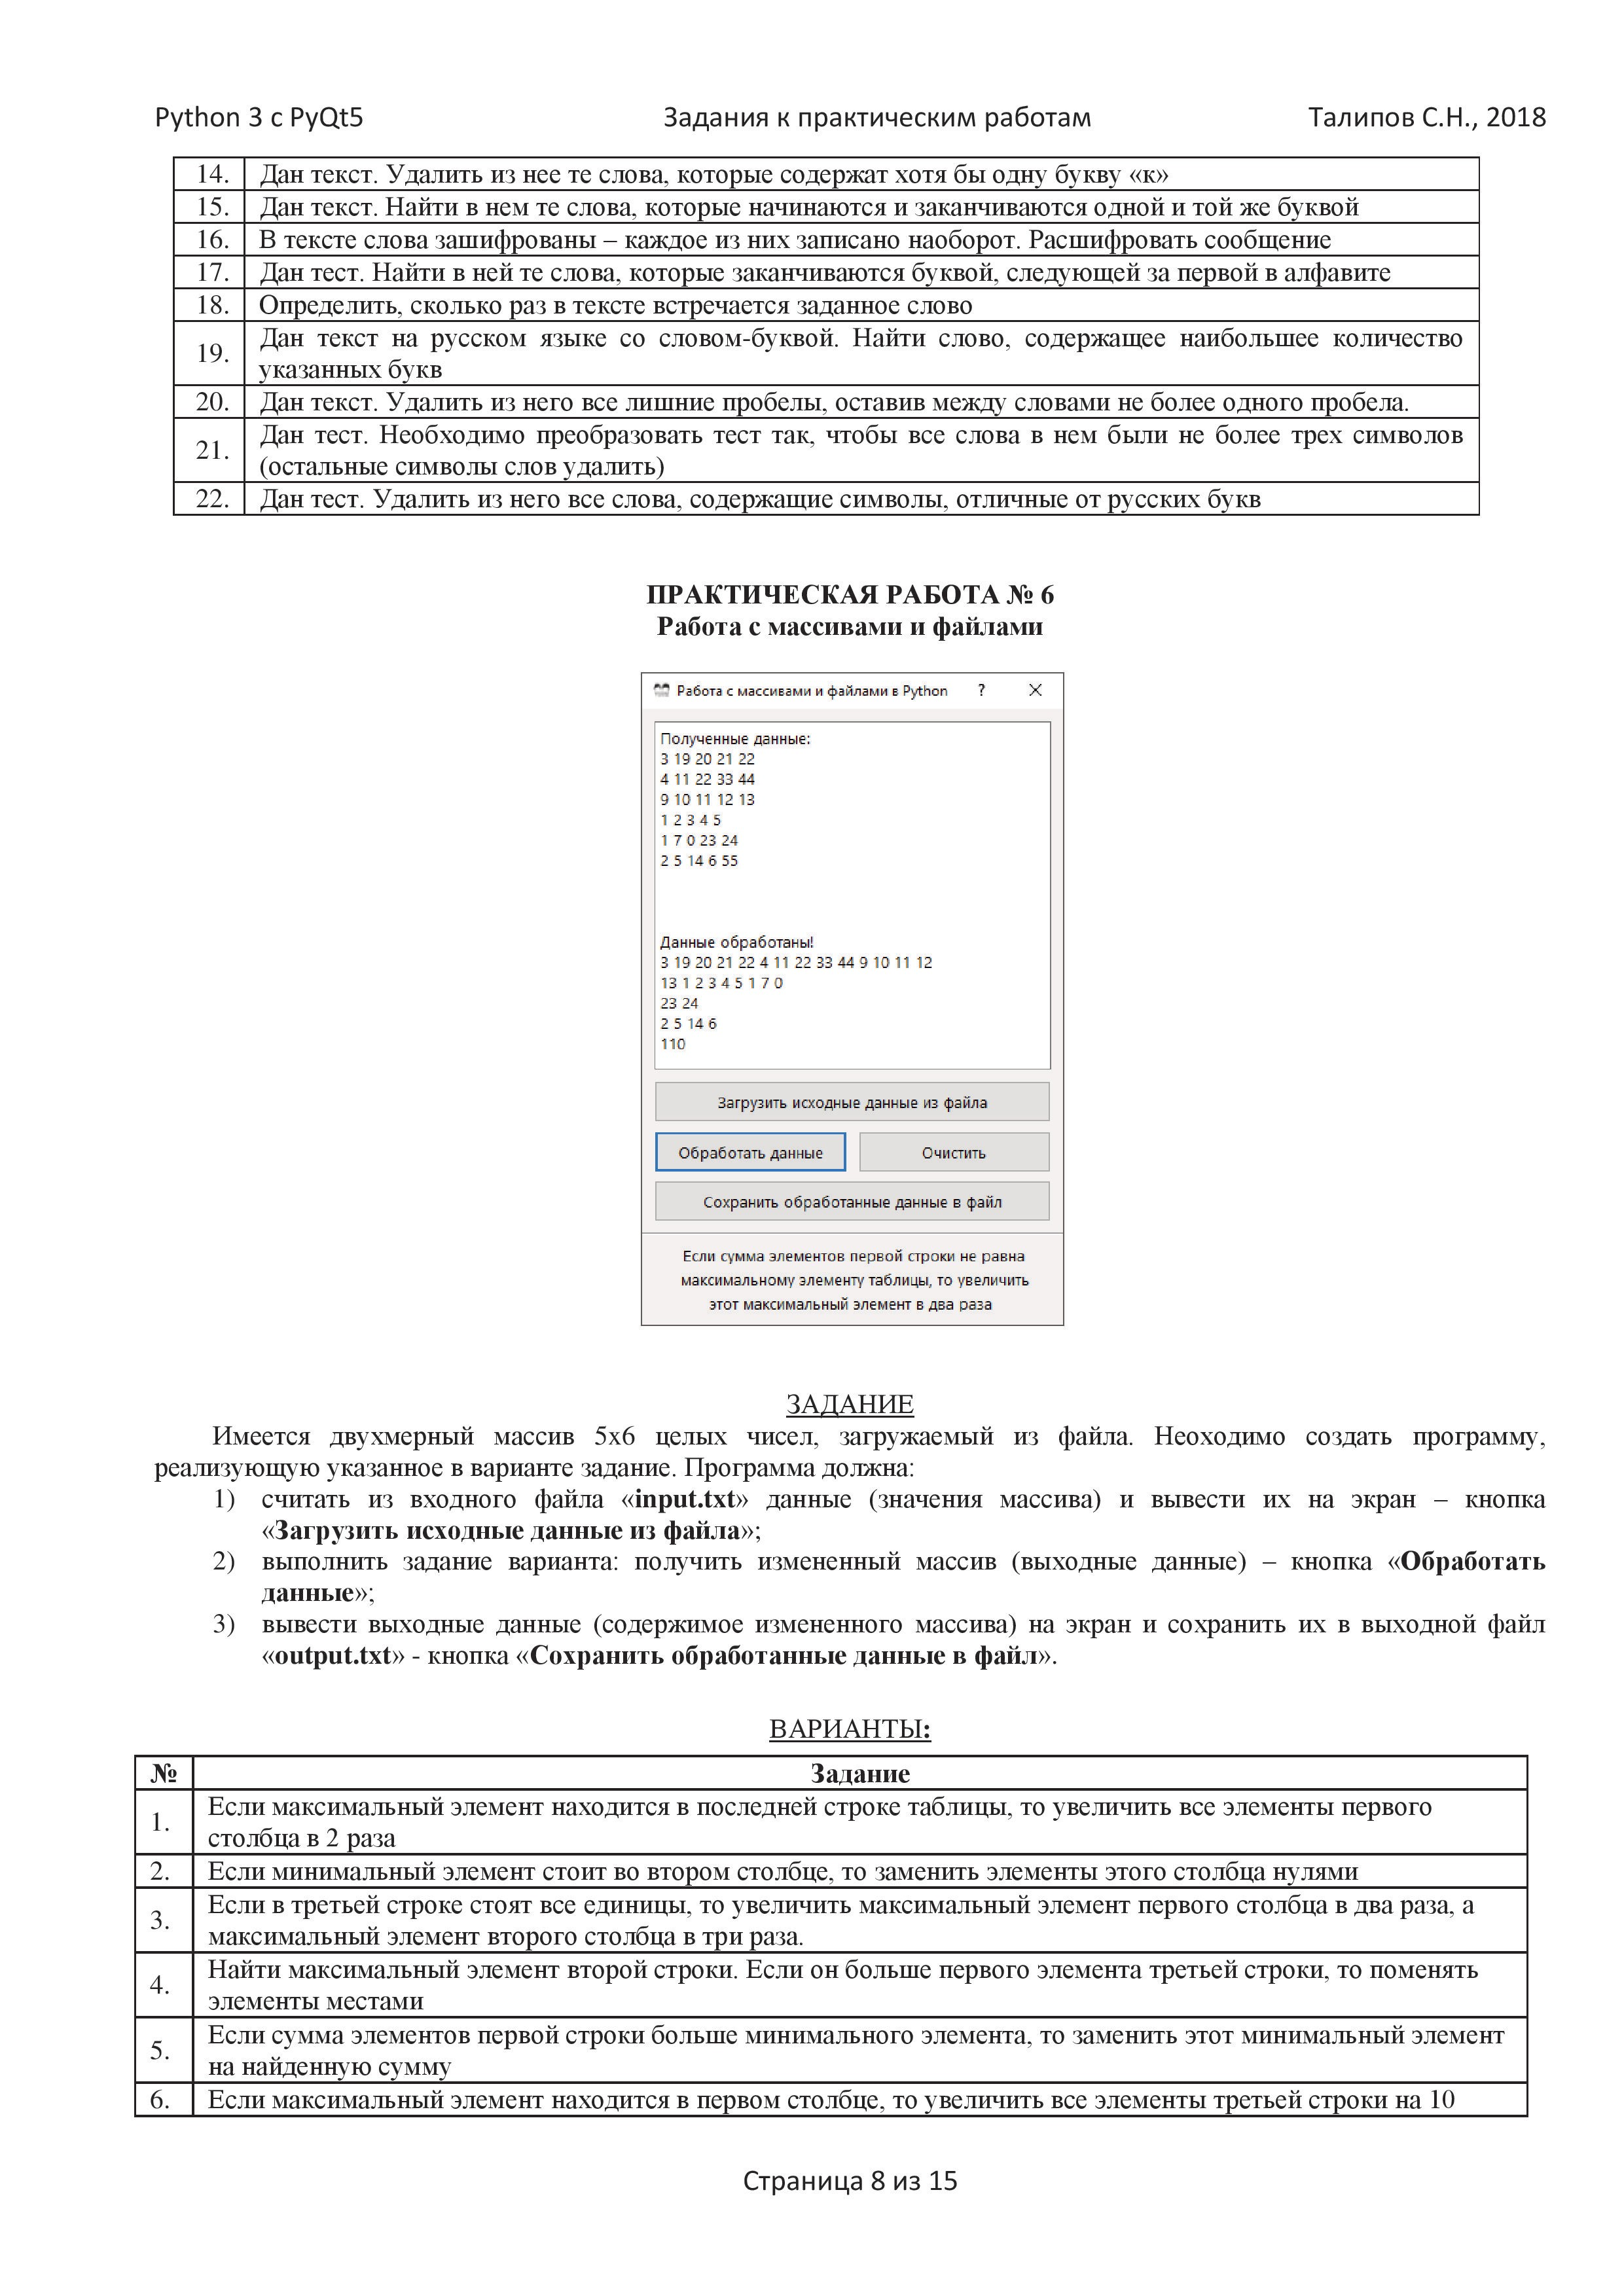 Python 3 с PyQt5 Задания к практическим работам Талипов С.Н., 2018
14. Дан текст. Удалить из нее те слова, которые содержат хотя бы одну букву «к»
15. Дан текст. Найти в нем те слова, которые начинаются и заканчиваются одной и той же буквой
16. В тексте слова зашифрованы – каждое из них записано наоборот. Расшифровать сообщение
17. Дан тест. Найти в ней те слова, которые заканчиваются буквой, следующей за первой в алфавите
18. Определить, сколько раз в тексте встречается заданное слово
19. Дан текст на русском языке со словом-буквой. Найти слово, содержащее наибольшее количество
указанных букв
20. Дан текст. Удалить из него все лишние пробелы, оставив между словами не более одного пробела.
21. Дан тест. Необходимо преобразовать тест так, чтобы все слова в нем были не более трех символов
(остальные символы слов удалить)
22. Дан тест. Удалить из него все слова, содержащие символы, отличные от русских букв
ПРАКТИЧЕСКАЯ РАБОТА № 6
Работа с массивами и файлами
Работа с массивами и файлами в Python ?
Полученные данные:
3 19 20 21 22
4 11 22 33 44
9 10 11 12 13
1 2 3 4 5
1 7 0 23 24
2 5 14 6 55
Данные обработаны!
3 19 20 21 22 4 11 22 33 44 9 10 11 12
13 1 2 3 4 5 1 7 0
23 24
2 5 14 6
110
Загрузить исходные данные из файла
Обработать данные Очистить
Сохранить обработанные данные в файл
Если сумма элементов первой строки не равна
максимальному элементу таблицы, то увеличить
этот максимальный элемент в два раза
ЗАДАНИЕ
Имеется двухмерный массив 5х6 целых чисел, загружаемый из файла. Неоходимо создать программу,
реализующую указанное в варианте задание. Программа должна:
1) считать из входного файла «input.txt» данные (значения массива) и вывести их на экран – кнопка
«Загрузить исходные данные из файла»;
2) выполнить задание варианта: получить измененный массив (выходные данные) – кнопка «Обработать
данные»;
3) вывести выходные данные (содержимое измененного массива) на экран и сохранить их в выходной файл
«output.txt» - кнопка «Сохранить обработанные данные в файл».
ВАРИАНТЫ:
№ Задание
1. Если максимальный элемент находится в последней строке таблицы, то увеличить все элементы первого
столбца в 2 раза
2. Если минимальный элемент стоит во втором столбце, то заменить элементы этого столбца нулями
3. Если в третьей строке стоят все единицы, то увеличить максимальный элемент первого столбца в два раза, а
максимальный элемент второго столбца в три раза.
4. Найти максимальный элемент второй строки. Если он больше первого элемента третьей строки, то поменять
элементы местами
5. Если сумма элементов первой строки больше минимального элемента, то заменить этот минимальный элемент
на найденную сумму
6. Если максимальный элемент находится в первом столбце, то увеличить все элементы третьей строки на 10
Страница 8 из 15